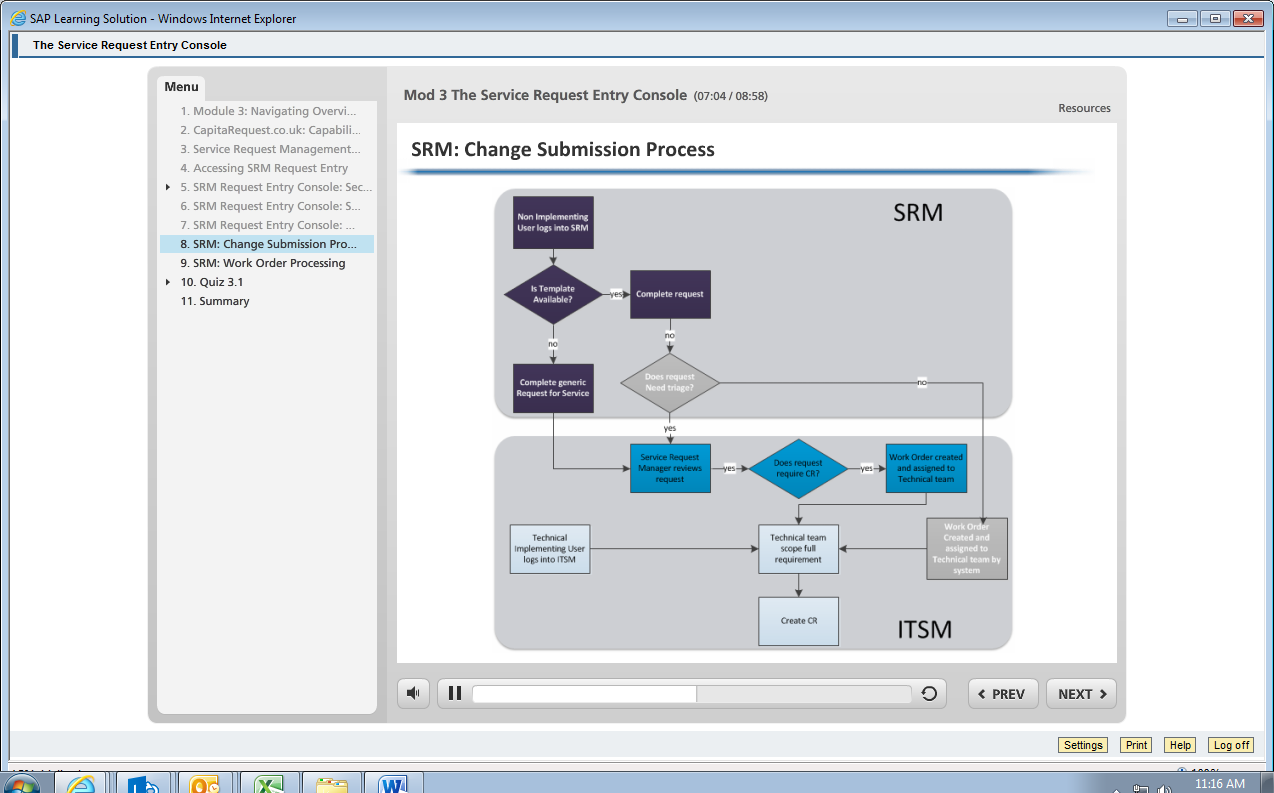 SAP Learning Solution - Windows Internet Explorer
The Service Request Entry Console
Menu
1. Module 3: Navigating Overvi...
2. CapitaRequest.co.uk: Capabili...
3. Service Request Management...
4. Accessing SRM Request Entry
5. SRM Request Entry Console: Sec...
6. SRM Request Entry Console: S...
7. SRM Request Entry Console: ...
8. SRM: Change Submission Pro...
9. SRM: Work Order Processing
10. Quiz 3.1
11. Summary
Mod 3 The Service Request Entry Console (07:04 / 08:58)
Resources
SRM: Change Submission Process
SRM
Non Implementing
User logs into SRM
Is Template
Available?
yes
Complete request
no
no
Complete generic
Request for Service
Does request
Need triage?
no
yes
Service Request
Manager reviews
request
yes
Does request
require CR?
yes
Work Order created
and assigned to
Technical team
Technical
Implementing User
logs into ITSM
Technical team
scope full
requirement
Work Order
Created and
assigned to
Technical team by
system
Create CR
ITSM
PREV
NEXT
Settings
Print
Help
Log off
11:16 AM